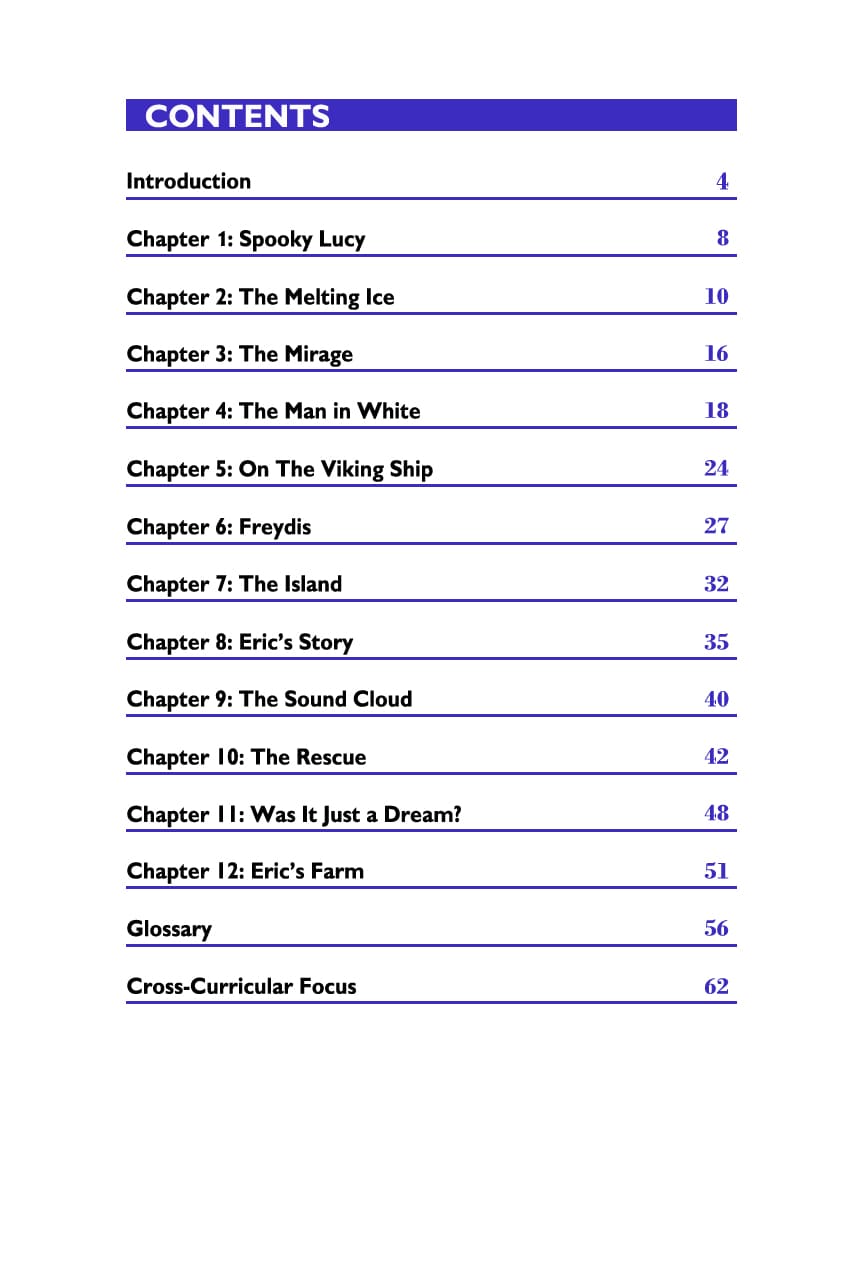 CONTENTS
Introduction 4
Chapter 1: Spooky Lucy 8
Chapter 2: The Melting Ice 10
Chapter 3: The Mirage 16
Chapter 4: The Man in White 18
Chapter 5: On The Viking Ship 24
Chapter 6: Freydis 27
Chapter 7: The Island 32
Chapter 8: Eric’s Story 35
Chapter 9: The Sound Cloud 40
Chapter 10: The Rescue 42
Chapter 11: Was It Just a Dream? 48
Chapter 12: Eric’s Farm 51
Glossary 56
Cross-Curricular Focus 62